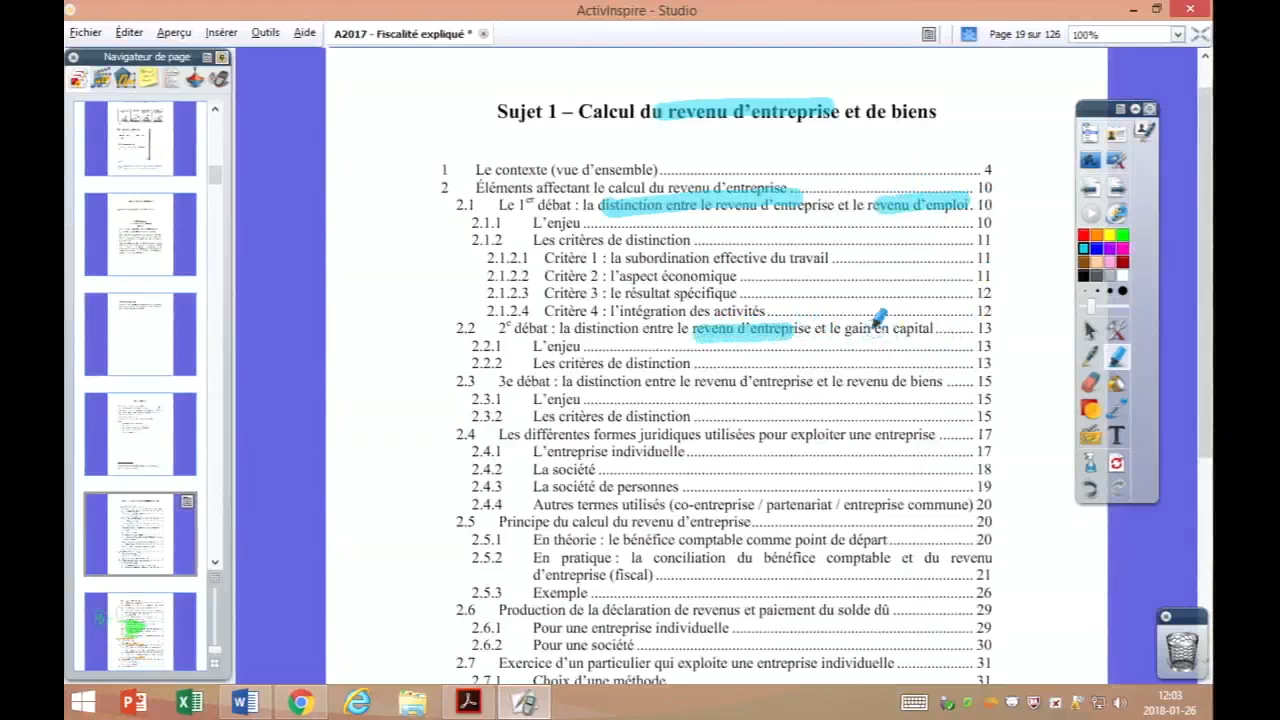 ActivInspire - Studio
Fichier Éditer Aperçu Insérer Outils Aide A2017 - Fiscalité expliqué * Page 19 sur 126 100%
Navigateur de page
Sujet 1 – Calcul du revenu d'entreprise et de biens
1 Le contexte (vue d'ensemble) 4
2 Éléments affectant le calcul du revenu d'entreprise 10
2.1 Le 1er débat : la distinction entre le revenu d'entreprise et le revenu d'emploi. 10
2.1.1 L'enjeu 10
2.1.2 Les critères de distinction 11
2.1.2.1 Critère 1 : la subordination effective du travail 11
2.1.2.2 Critère 2 : l'aspect économique 11
2.1.2.3 Critère 3 : le résultat spécifique 12
2.1.2.4 Critère 4 : l'intégration des activités 12
2.2 2e débat : la distinction entre le revenu d'entreprise et le gain en capital 13
2.2.1 L'enjeu 13
2.2.2 Les critères de distinction 13
2.3 3e débat : la distinction entre le revenu d'entreprise et le revenu de biens 15
2.3.1 L'enjeu 15
2.3.2 Les critères de distinction 15
2.4 Les différentes formes juridiques utilisées pour exploiter une entreprise 17
2.4.1 L'entreprise individuelle 17
2.4.2 La société 18
2.4.3 La société de personnes 19
2.4.4 Autres termes utilisés (co-entreprise / partenariat / entreprise commune) 20
2.5 Principe de calcul du revenu d'entreprise 20
2.5.1 En théorie : le bénéfice comptable comme point de départ 20
2.5.2 En pratique : la conciliation du bénéfice comptable et du revenu
d'entreprise (fiscal) 21
2.5.3 Exemple 26
2.6 Production de la déclaration de revenus et paiement du solde dû 29
2.6.1 Pour une entreprise individuelle 29
2.6.2 Pour une société 30
2.7 Exercice d'un particulier qui exploite une entreprise individuelle 31
2.7.1 Choix d'une méthode 31
12:03
2018-01-26